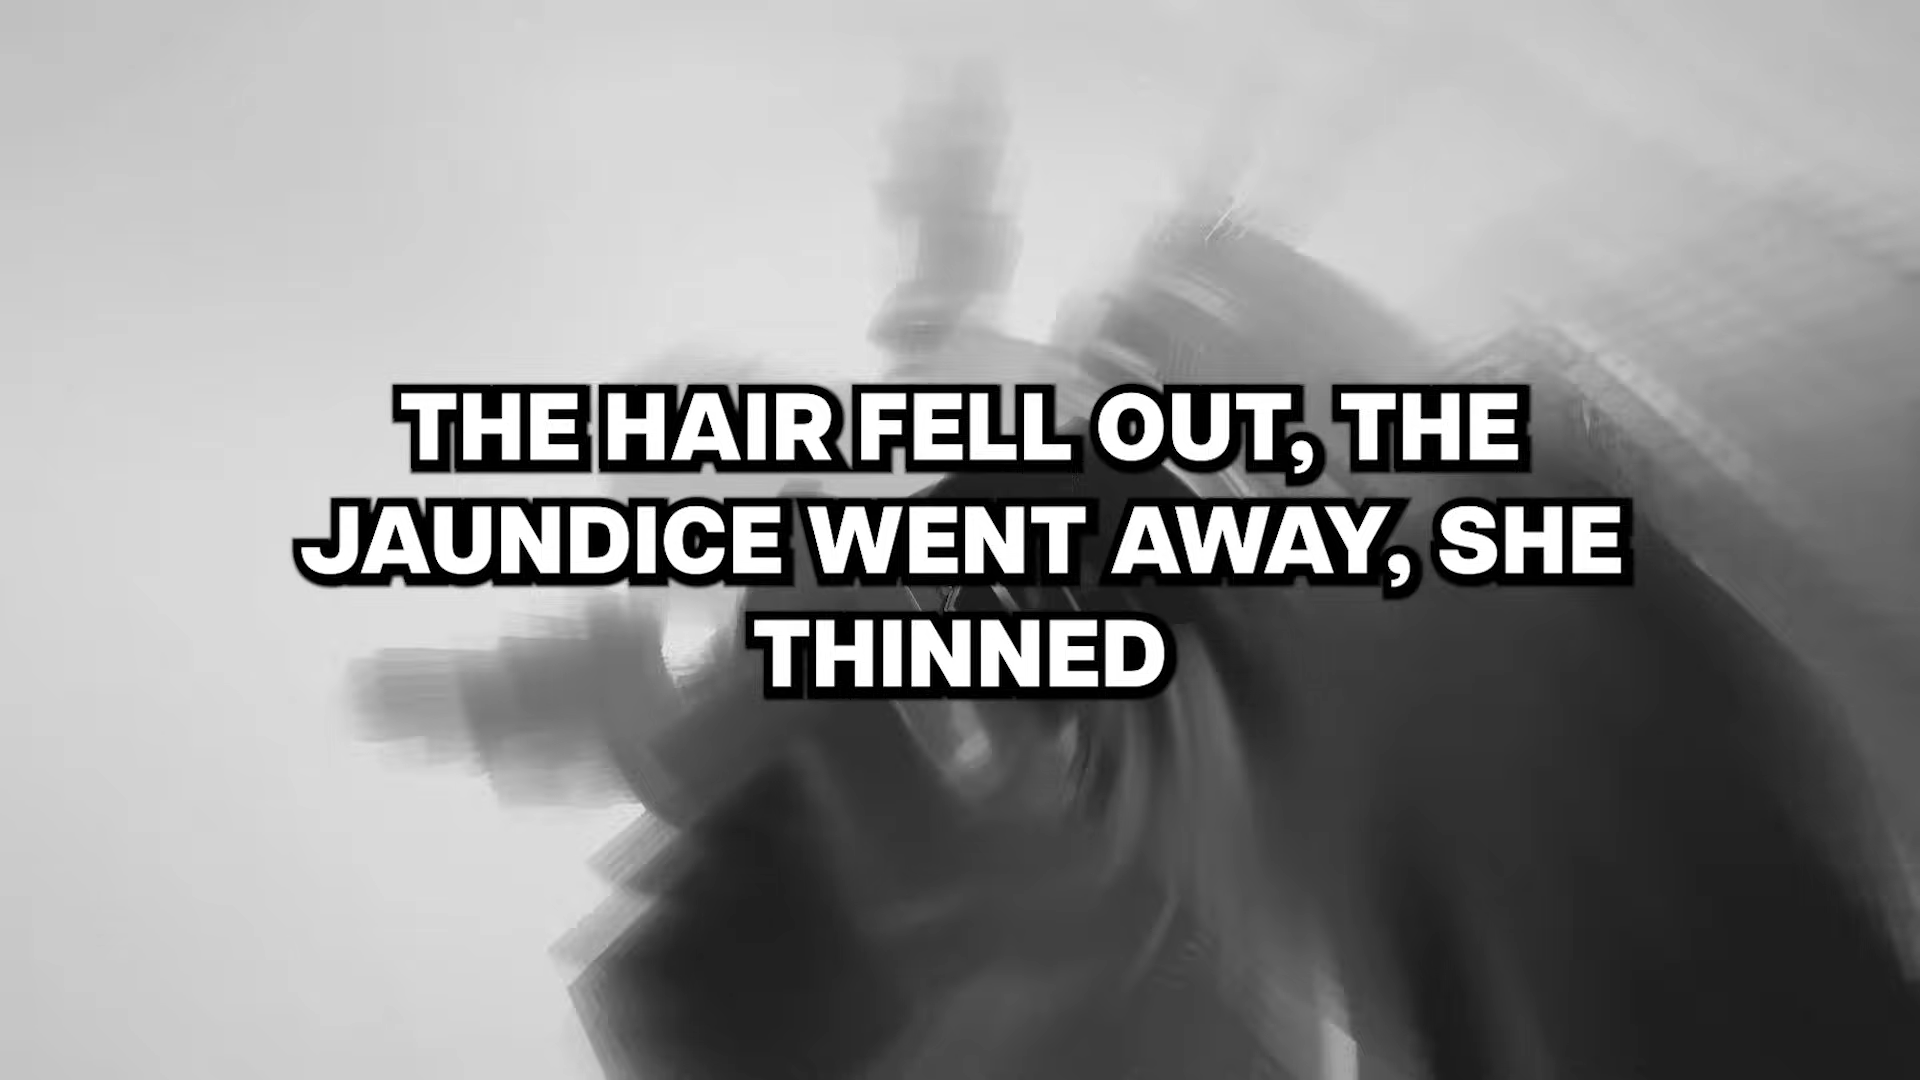 THE HAIR FELL OUT, THE
JAUNDICE WENT AWAY, SHE
THINNED